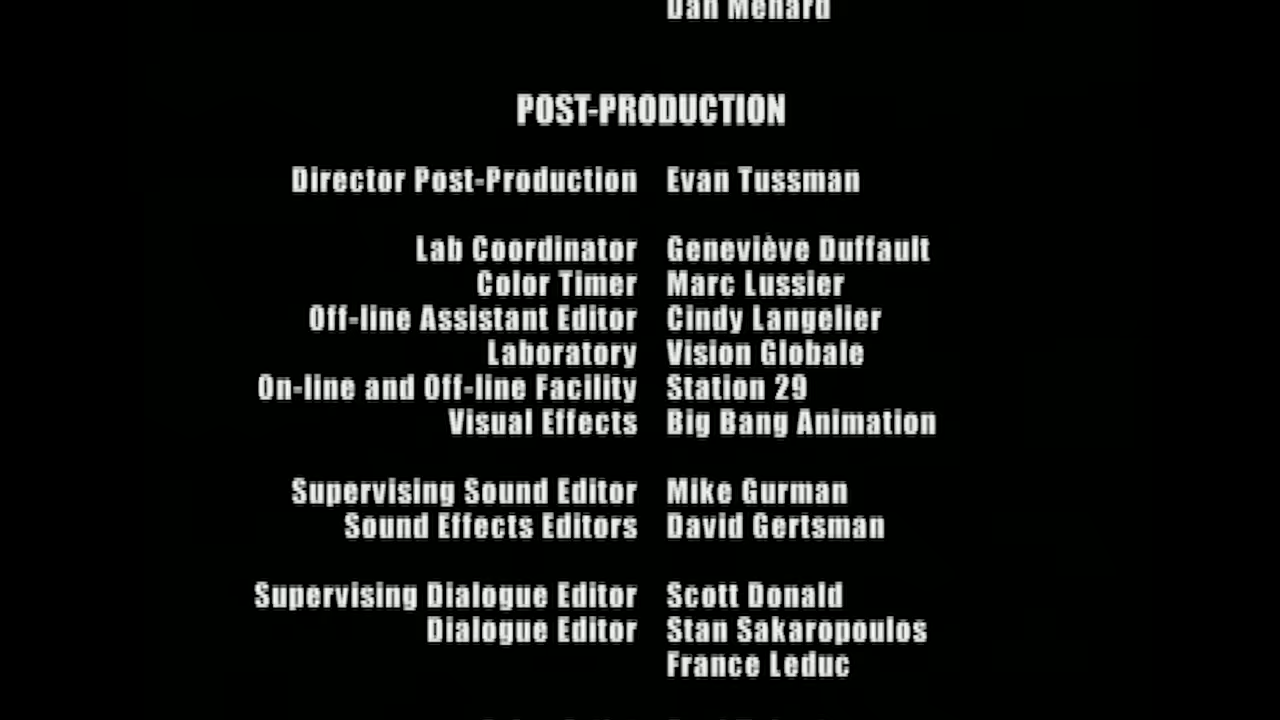 Dan Menard
POST-PRODUCTION
Director Post-Production Evan Tussman
Lab Coordinator Geneviève Duffault
Color Timer Marc Lussier
Off-line Assistant Editor Cindy Langelier
Laboratory Vision Globale
On-line and Off-line Facility Station 29
Visual Effects Big Bang Animation
Supervising Sound Editor Mike Gurman
Sound Effects Editors David Gertsman
Supervising Dialogue Editor Scott Donald
Dialogue Editor Stan Sakaropoulos
France Leduc